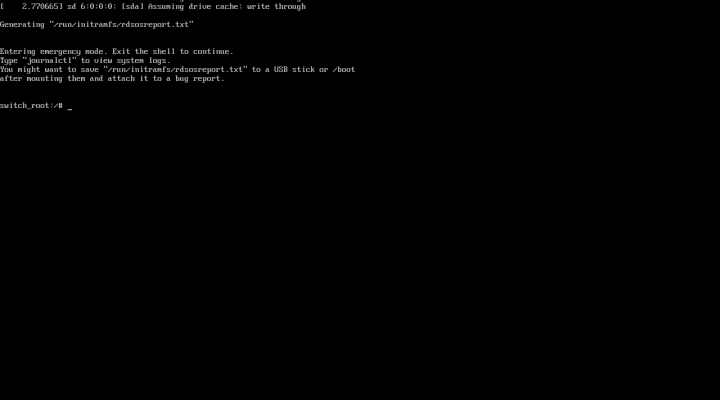 [    2.770665] sd 6:0:0:0: [sda] Assuming drive cache: write through
Generating "/run/initramfs/rdsosreport.txt"
Entering emergency mode. Exit the shell to continue.
Type "journalctl" to view system logs.
You might want to save "/run/initramfs/rdsosreport.txt" to a USB stick or /boot
after mounting them and attach it to a bug report.
switch_root:/# _